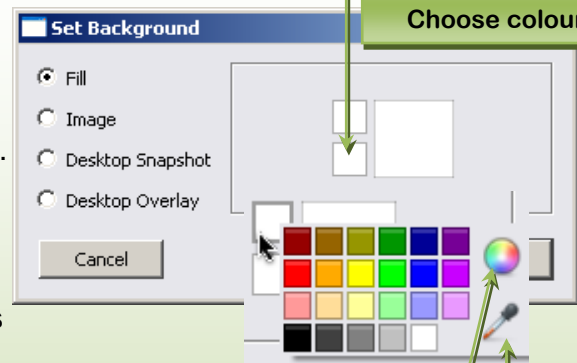 Choose colour
Set Background
Fill
Image
Desktop Snapshot
Desktop Overlay
Cancel